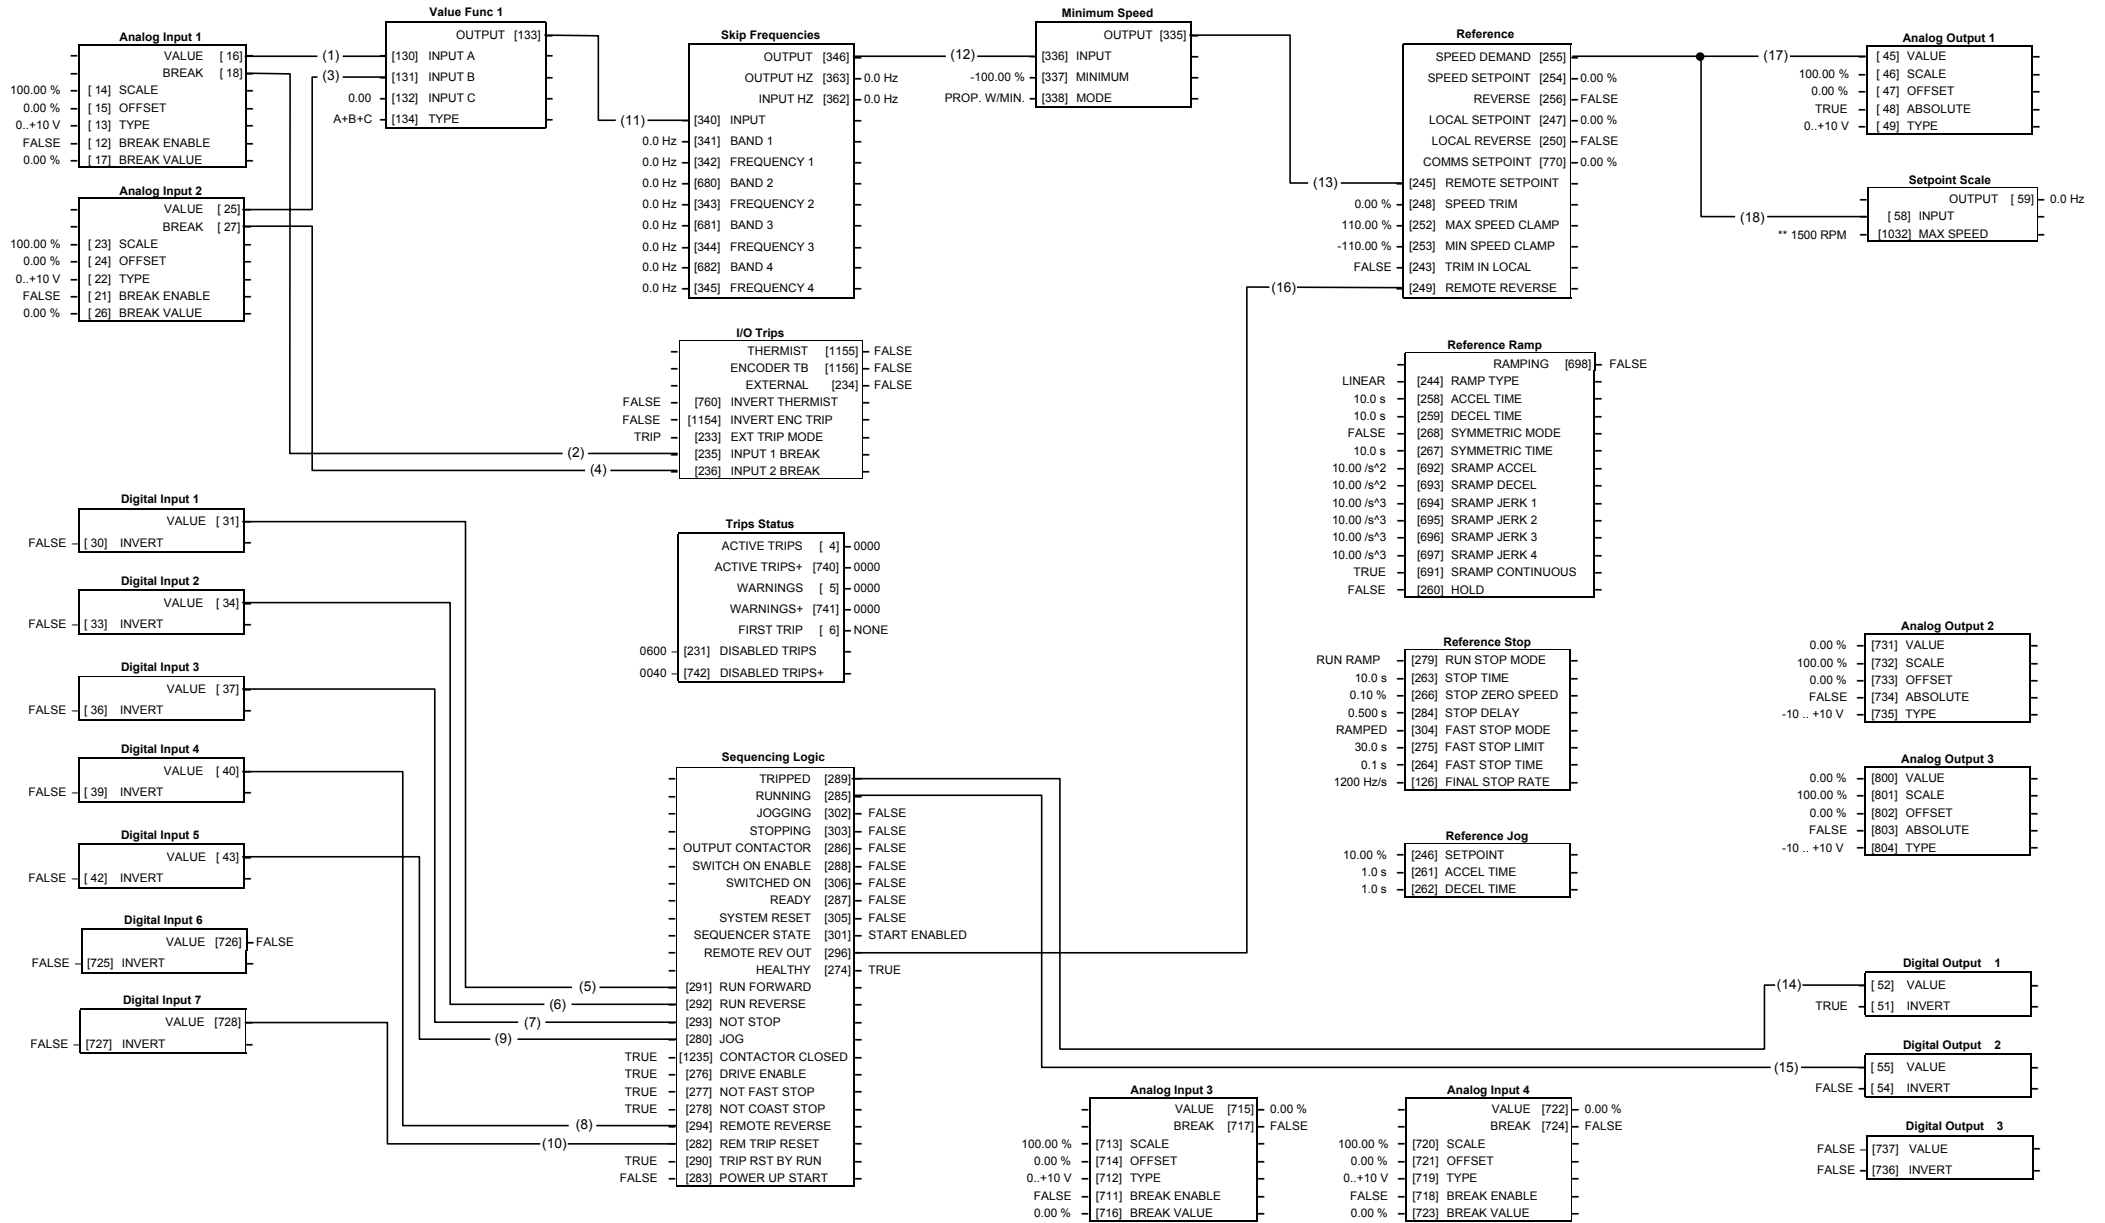 Analog Input 1
VALUE [ 16]
BREAK [ 18]
100.00 % [ 14] SCALE
0.00 % [ 15] OFFSET
0..+10 V [ 13] TYPE
FALSE [ 12] BREAK ENABLE
0.00 % [ 17] BREAK VALUE
Analog Input 2
VALUE [ 25]
BREAK [ 27]
100.00 % [ 23] SCALE
0.00 % [ 24] OFFSET
0..+10 V [ 22] TYPE
FALSE [ 21] BREAK ENABLE
0.00 % [ 26] BREAK VALUE
(1)
(3)
Value Func 1
OUTPUT [133]
[130] INPUT A
[131] INPUT B
0.00 [132] INPUT C
A+B+C [134] TYPE
(11)
Skip Frequencies
OUTPUT [346]
OUTPUT HZ [363] 0.0 Hz
INPUT HZ [362] 0.0 Hz
[340] INPUT
0.0 Hz [341] BAND 1
0.0 Hz [342] FREQUENCY 1
0.0 Hz [680] BAND 2
0.0 Hz [343] FREQUENCY 2
0.0 Hz [681] BAND 3
0.0 Hz [344] FREQUENCY 3
0.0 Hz [682] BAND 4
0.0 Hz [345] FREQUENCY 4
(12)
Minimum Speed
OUTPUT [335]
[336] INPUT
-100.00 % [337] MINIMUM
PROP. W/MIN. [338] MODE
(13)
(16)
Reference
SPEED DEMAND [255]
SPEED SETPOINT [254] 0.00 %
REVERSE [256] FALSE
LOCAL SETPOINT [247] 0.00 %
LOCAL REVERSE [250] FALSE
COMMS SETPOINT [770] 0.00 %
[245] REMOTE SETPOINT
0.00 % [248] SPEED TRIM
110.00 % [252] MAX SPEED CLAMP
-110.00 % [253] MIN SPEED CLAMP
FALSE [243] TRIM IN LOCAL
[249] REMOTE REVERSE
(17)
Analog Output 1
[ 45] VALUE
100.00 % [ 46] SCALE
0.00 % [ 47] OFFSET
TRUE [ 48] ABSOLUTE
0..+10 V [ 49] TYPE
(18)
Setpoint Scale
OUTPUT [ 59] 0.0 Hz
[ 58] INPUT
** 1500 RPM [1032] MAX SPEED
I/O Trips
THERMIST [1155] FALSE
ENCODER TB [1156] FALSE
EXTERNAL [234] FALSE
FALSE [760] INVERT THERMIST
FALSE [1154] INVERT ENC TRIP
TRIP [233] EXT TRIP MODE
(2) [235] INPUT 1 BREAK
(4) [236] INPUT 2 BREAK
Reference Ramp
RAMPING [698] FALSE
LINEAR [244] RAMP TYPE
10.0 s [258] ACCEL TIME
10.0 s [259] DECEL TIME
FALSE [268] SYMMETRIC MODE
10.0 s [267] SYMMETRIC TIME
10.00 /s^2 [692] SRAMP ACCEL
10.00 /s^2 [693] SRAMP DECEL
10.00 /s^3 [694] SRAMP JERK 1
10.00 /s^3 [695] SRAMP JERK 2
10.00 /s^3 [696] SRAMP JERK 3
10.00 /s^3 [697] SRAMP JERK 4
TRUE [691] SRAMP CONTINUOUS
FALSE [260] HOLD
Digital Input 1
VALUE [ 31]
FALSE [ 30] INVERT
Digital Input 2
VALUE [ 34]
FALSE [ 33] INVERT
Digital Input 3
VALUE [ 37]
FALSE [ 36] INVERT
Digital Input 4
VALUE [ 40]
FALSE [ 39] INVERT
Digital Input 5
VALUE [ 43]
FALSE [ 42] INVERT
Digital Input 6
VALUE [726] FALSE
FALSE [725] INVERT
Digital Input 7
VALUE [728]
FALSE [727] INVERT
Trips Status
ACTIVE TRIPS [ 4] 0000
ACTIVE TRIPS+ [740] 0000
WARNINGS [ 5] 0000
WARNINGS+ [741] 0000
FIRST TRIP [ 6] NONE
0600 [231] DISABLED TRIPS
0040 [742] DISABLED TRIPS+
Sequencing Logic
TRIPPED [289]
RUNNING [285]
JOGGING [302] FALSE
STOPPING [303] FALSE
OUTPUT CONTACTOR [286] FALSE
SWITCH ON ENABLE [288] FALSE
SWITCHED ON [306] FALSE
READY [287] FALSE
SYSTEM RESET [305] FALSE
SEQUENCER STATE [301] START ENABLED
REMOTE REV OUT [296]
HEALTHY [274] TRUE
(5) [291] RUN FORWARD
(6) [292] RUN REVERSE
(7) [293] NOT STOP
(9) [280] JOG
TRUE [1235] CONTACTOR CLOSED
TRUE [276] DRIVE ENABLE
TRUE [277] NOT FAST STOP
TRUE [278] NOT COAST STOP
(8) [294] REMOTE REVERSE
(10) [282] REM TRIP RESET
TRUE [290] TRIP RST BY RUN
FALSE [283] POWER UP START
Reference Stop
RUN RAMP [279] RUN STOP MODE
10.0 s [263] STOP TIME
0.10 % [266] STOP ZERO SPEED
0.500 s [284] STOP DELAY
RAMPED [304] FAST STOP MODE
30.0 s [275] FAST STOP LIMIT
0.1 s [264] FAST STOP TIME
1200 Hz/s [126] FINAL STOP RATE
Reference Jog
10.00 % [246] SETPOINT
1.0 s [261] ACCEL TIME
1.0 s [262] DECEL TIME
Analog Output 2
0.00 % [731] VALUE
100.00 % [732] SCALE
0.00 % [733] OFFSET
FALSE [734] ABSOLUTE
-10 .. +10 V [735] TYPE
Analog Output 3
0.00 % [800] VALUE
100.00 % [801] SCALE
0.00 % [802] OFFSET
FALSE [803] ABSOLUTE
-10 .. +10 V [804] TYPE
Digital Output 1
(14) [ 52] VALUE
TRUE [ 51] INVERT
Digital Output 2
(15) [ 55] VALUE
FALSE [ 54] INVERT
Digital Output 3
FALSE [737] VALUE
FALSE [736] INVERT
Analog Input 3
VALUE [715] 0.00 %
BREAK [717] FALSE
100.00 % [713] SCALE
0.00 % [714] OFFSET
0..+10 V [712] TYPE
FALSE [711] BREAK ENABLE
0.00 % [716] BREAK VALUE
Analog Input 4
VALUE [722] 0.00 %
BREAK [724] FALSE
100.00 % [720] SCALE
0.00 % [721] OFFSET
0..+10 V [719] TYPE
FALSE [718] BREAK ENABLE
0.00 % [723] BREAK VALUE